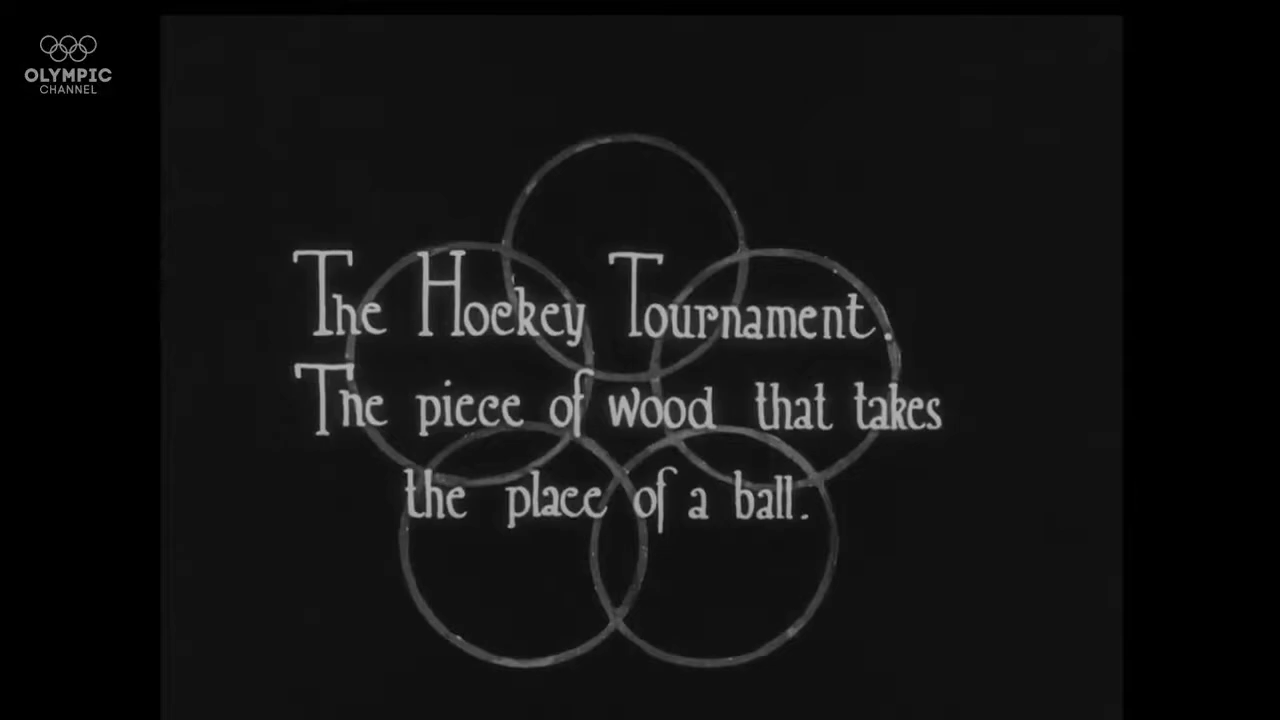 OLYMPIC
CHANNEL
The Hockey Tournament.
The piece of wood that takes
the place of a ball.